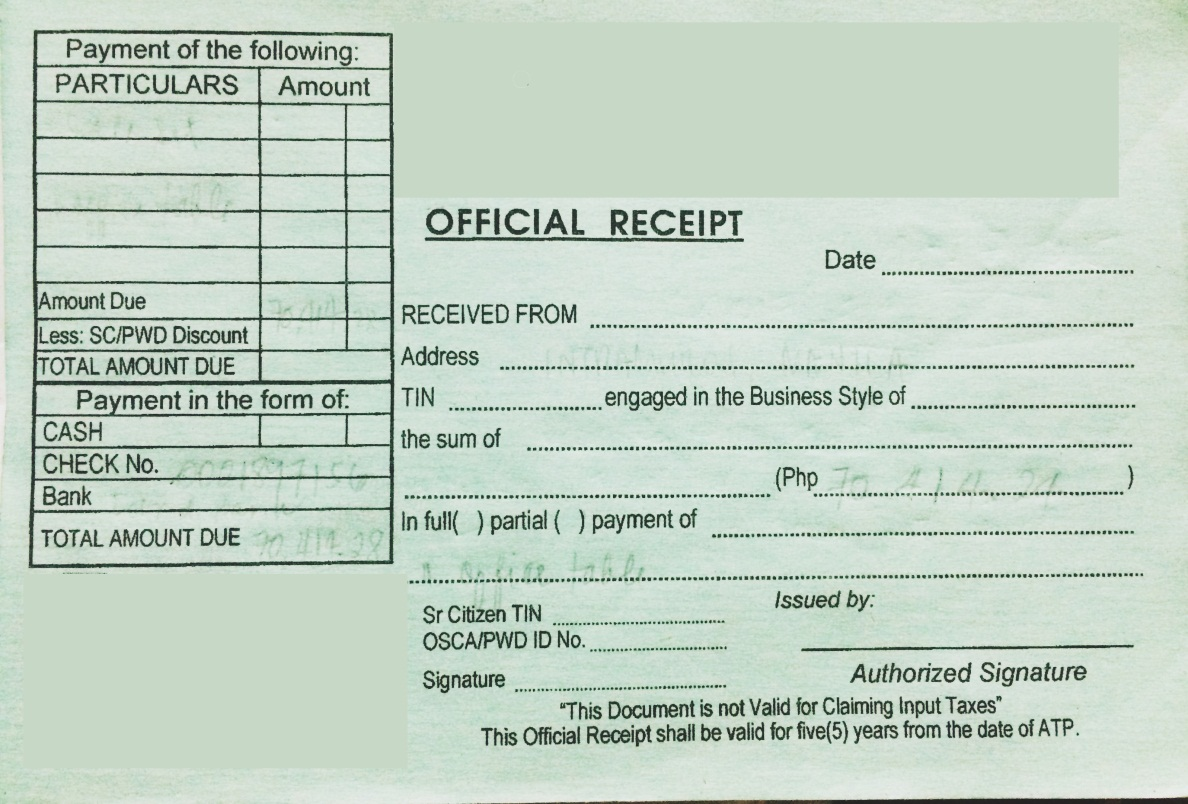 Payment of the following:
PARTICULARS Amount
Amount Due
Less: SC/PWD Discount
TOTAL AMOUNT DUE
Payment in the form of:
CASH
CHECK No.
Bank
TOTAL AMOUNT DUE
OFFICIAL RECEIPT
Date
RECEIVED FROM
Address
TIN engaged in the Business Style of
the sum of
(Php )
In full( ) partial ( ) payment of
Issued by:
Sr Citizen TIN
OSCA/PWD ID No.
Signature
Authorized Signature
“This Document is not Valid for Claiming Input Taxes”
This Official Receipt shall be valid for five(5) years from the date of ATP.